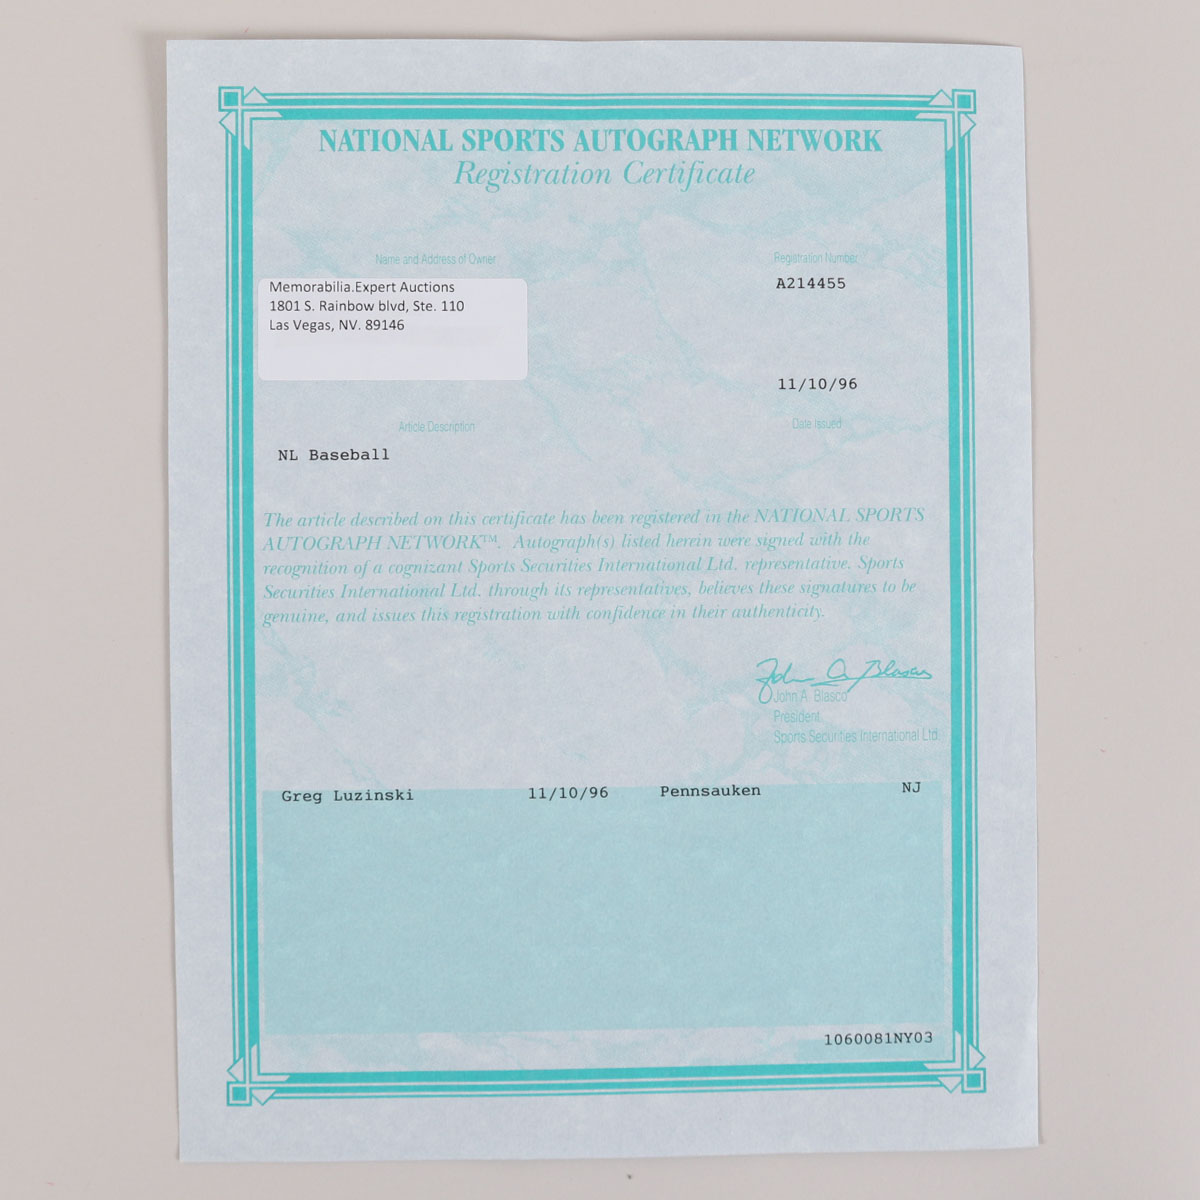 NATIONAL SPORTS AUTOGRAPH NETWORK
Registration Certificate
Name and Address of Owner
Registration Number
Memorabilia.Expert Auctions
1801 S. Rainbow blvd, Ste. 110
Las Vegas, NV. 89146
A214455
11/10/96
Date Issued
Article Description
NL Baseball
The article described on this certificate has been registered in the NATIONAL SPORTS
AUTOGRAPH NETWORK™. Autograph(s) listed herein were signed with the
recognition of a cognizant Sports Securities International Ltd. representative. Sports
Securities International Ltd. through its representatives, believes these signatures to be
genuine, and issues this registration with confidence in their authenticity.
John A. Blasco
John A. Blasco
President
Sports Securities International Ltd.
Greg Luzinski 11/10/96 Pennsauken NJ
1060081NY03